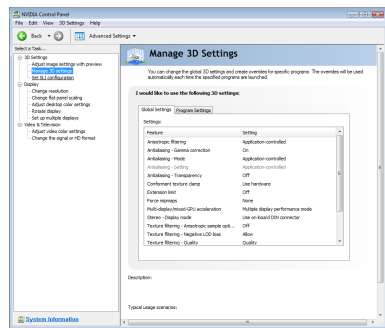 NVIDIA Control Panel
File Edit View 3D Settings Help
Back Advanced Settings
Select a Task...
3D Settings
Adjust image settings with preview
Manage 3D settings
Set SLI configuration
Display
Change resolution
Change flat panel scaling
Adjust desktop color settings
Rotate display
Set up multiple displays
Video & Television
Adjust video color settings
Change the signal or HD format
System Information
Manage 3D Settings
You can change the global 3D settings and create overrides for specific programs. The overrides will be used
automatically each time the specified programs are launched.
I would like to use the following 3D settings:
Global Settings Program Settings
Settings:
Feature Setting
Anisotropic filtering Application-controlled
Antialiasing - Gamma correction On
Antialiasing - Mode Application-controlled
Antialiasing - Setting Application-controlled
Antialiasing - Transparency Off
Conformant texture clamp Use hardware
Extension limit Off
Force mipmaps None
Multi-display/mixed-GPU acceleration Multiple display performance mode
Stereo - Display mode Use on-board DIN connector
Texture filtering - Anisotropic sample opti... Off
Texture filtering - Negative LOD bias Allow
Texture filtering - Quality Quality
Description:
Typical usage scenarios: